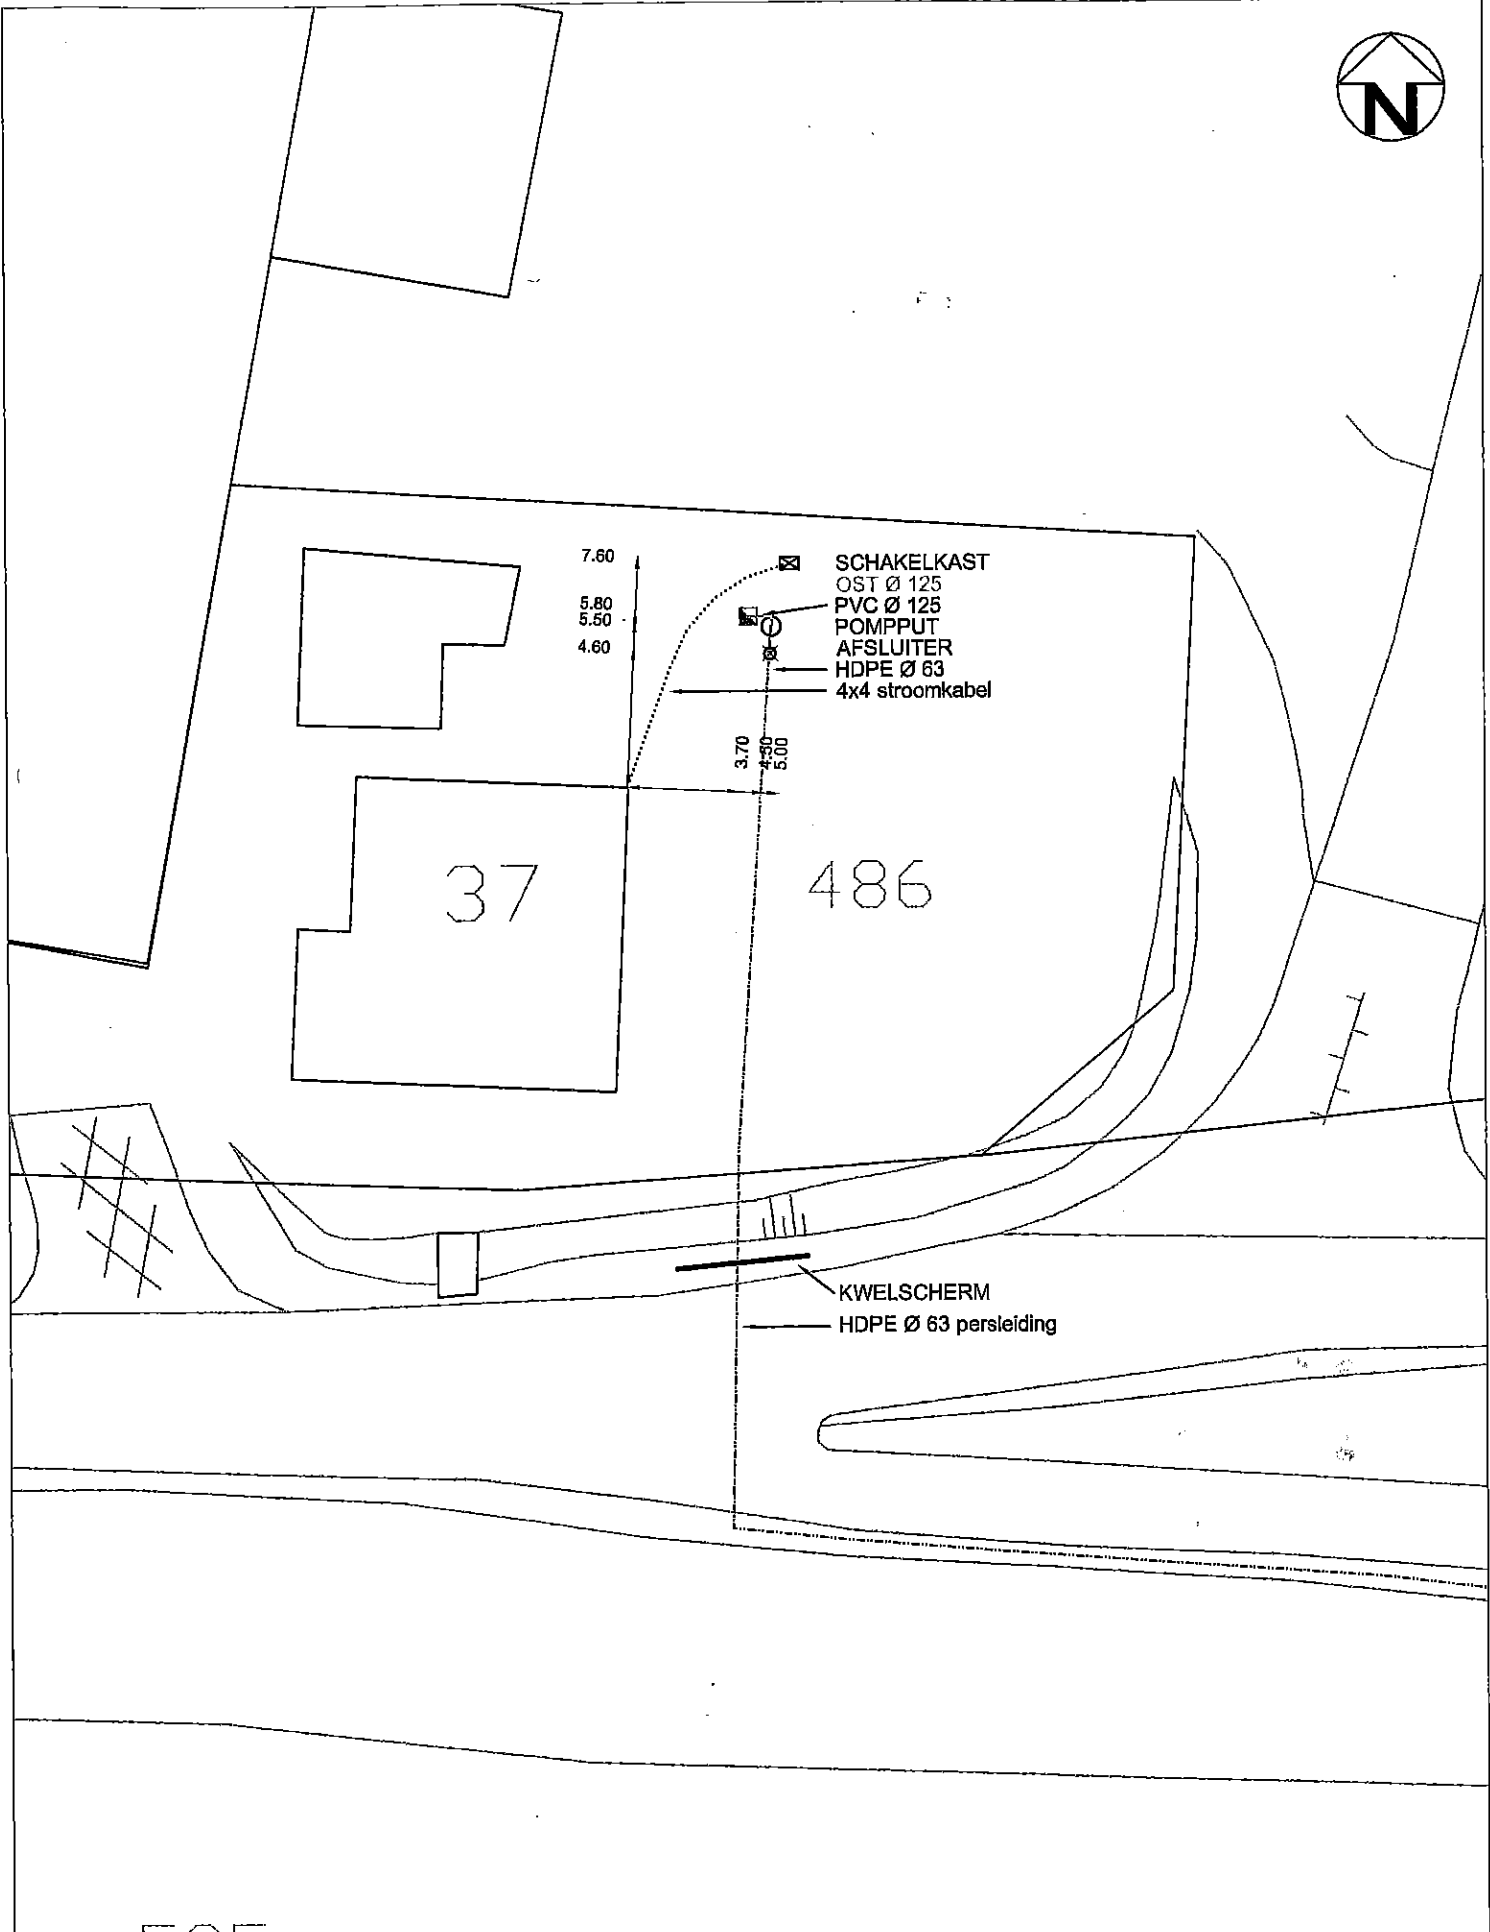 N
7.60
SCHAKELKAST
OST Ø 125
5.80
PVC Ø 125
5.50
POMPPUT
4.60
AFSLUITER
HDPE Ø 63
4x4 stroomkabel
3.70
4.50
5.00
37
486
KWELSCHERM
HDPE Ø 63 persleiding